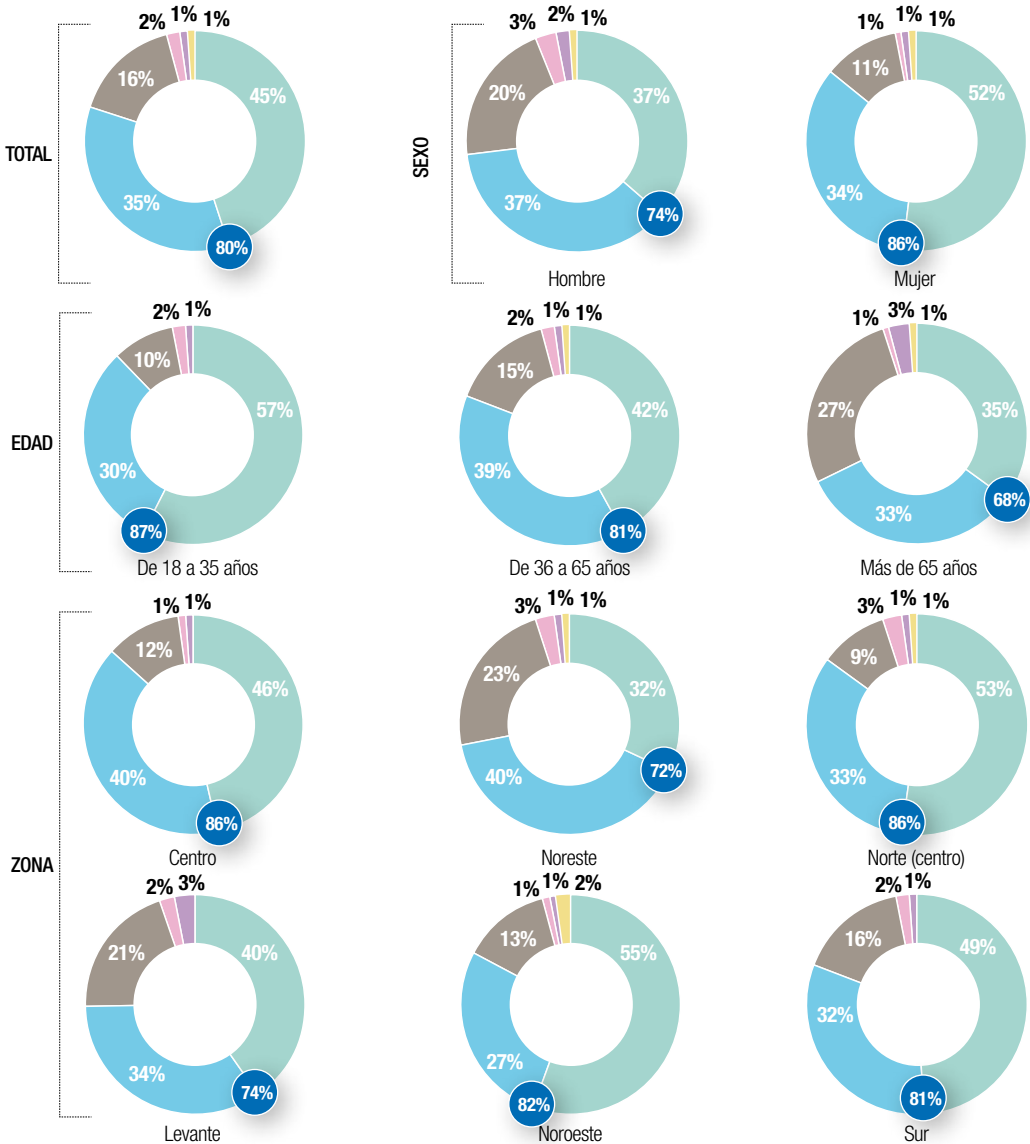 TOTAL
2% 1% 1%
16%
45%
35%
80%
SEXO
3% 2% 1%
20%
37%
37%
74%
Hombre
1% 1% 1%
11%
52%
34%
86%
Mujer
EDAD
2% 1%
10%
57%
30%
87%
De 18 a 35 años
2% 1% 1%
15%
42%
39%
81%
De 36 a 65 años
1% 3% 1%
27%
35%
33%
68%
Más de 65 años
ZONA
1% 1%
12%
46%
40%
86%
Centro
3% 1% 1%
23%
32%
40%
72%
Noreste
3% 1% 1%
9%
53%
33%
86%
Norte (centro)
2% 3%
21%
40%
34%
74%
Levante
1% 1% 2%
13%
55%
27%
82%
Noroeste
2% 1%
16%
49%
32%
81%
Sur